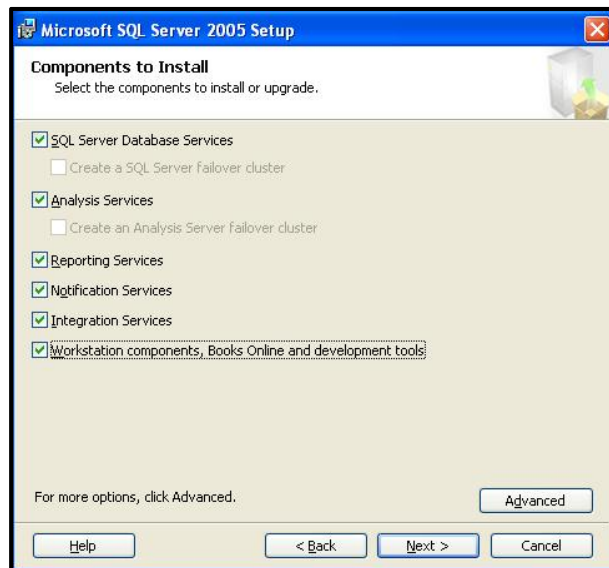 Microsoft SQL Server 2005 Setup
Components to Install
Select the components to install or upgrade.
SQL Server Database Services
Create a SQL Server failover cluster
Analysis Services
Create an Analysis Server failover cluster
Reporting Services
Notification Services
Integration Services
Workstation components, Books Online and development tools
For more options, click Advanced.
Advanced
Help
< Back
Next >
Cancel